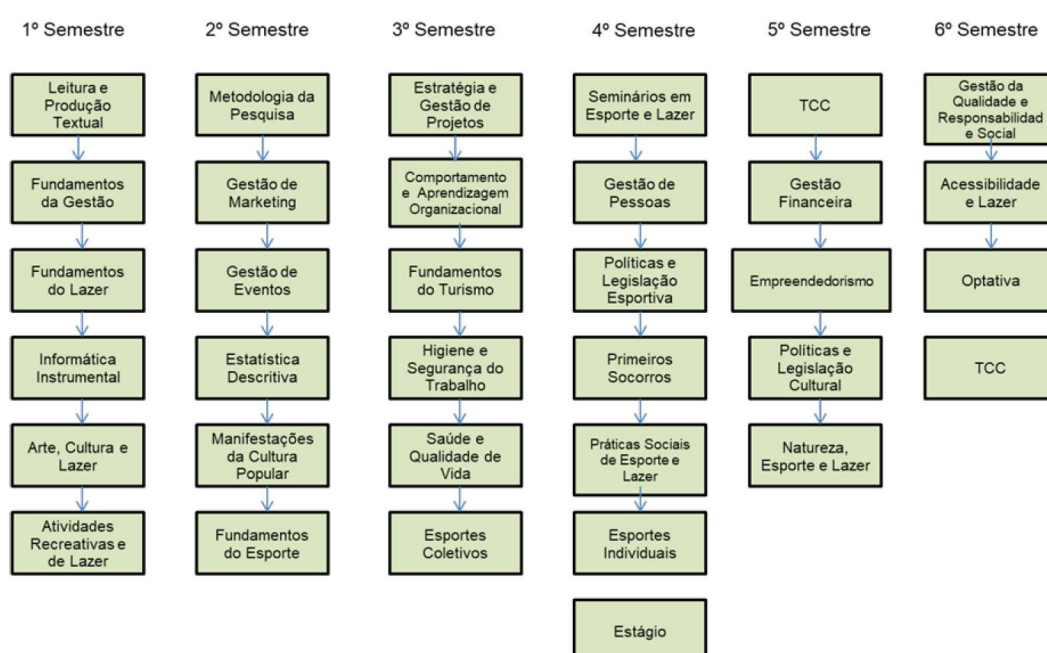 1º Semestre
2º Semestre
3º Semestre
4º Semestre
5º Semestre
6º Semestre
Leitura e
Produção
Textual
Fundamentos
da Gestão
Fundamentos
do Lazer
Informática
Instrumental
Arte, Cultura e
Lazer
Atividades
Recreativas e
de Lazer
Metodologia da
Pesquisa
Gestão de
Marketing
Gestão de
Eventos
Estatística
Descritiva
Manifestações
da Cultura
Popular
Fundamentos
do Esporte
Estratégia e
Gestão de
Projetos
Comportamento
e Aprendizagem
Organizacional
Fundamentos
do Turismo
Higiene e
Segurança do
Trabalho
Saúde e
Qualidade de
Vida
Esportes
Coletivos
Seminários em
Esporte e Lazer
Gestão de
Pessoas
Políticas e
Legislação
Esportiva
Primeiros
Socorros
Práticas Sociais
de Esporte e
Lazer
Esportes
Individuais
Estágio
TCC
Gestão
Financeira
Empreendedorismo
Políticas e
Legislação
Cultural
Natureza,
Esporte e Lazer
Gestão da
Qualidade e
Responsabilidad
e Social
Acessibilidade
e Lazer
Optativa
TCC